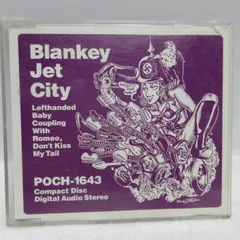 Blankey
Jet
City
Lefthanded
Baby
Coupling
With
Romeo,
Don't Kiss
My Tail
POCH-1643
Compact Disc
Digital Audio Stereo